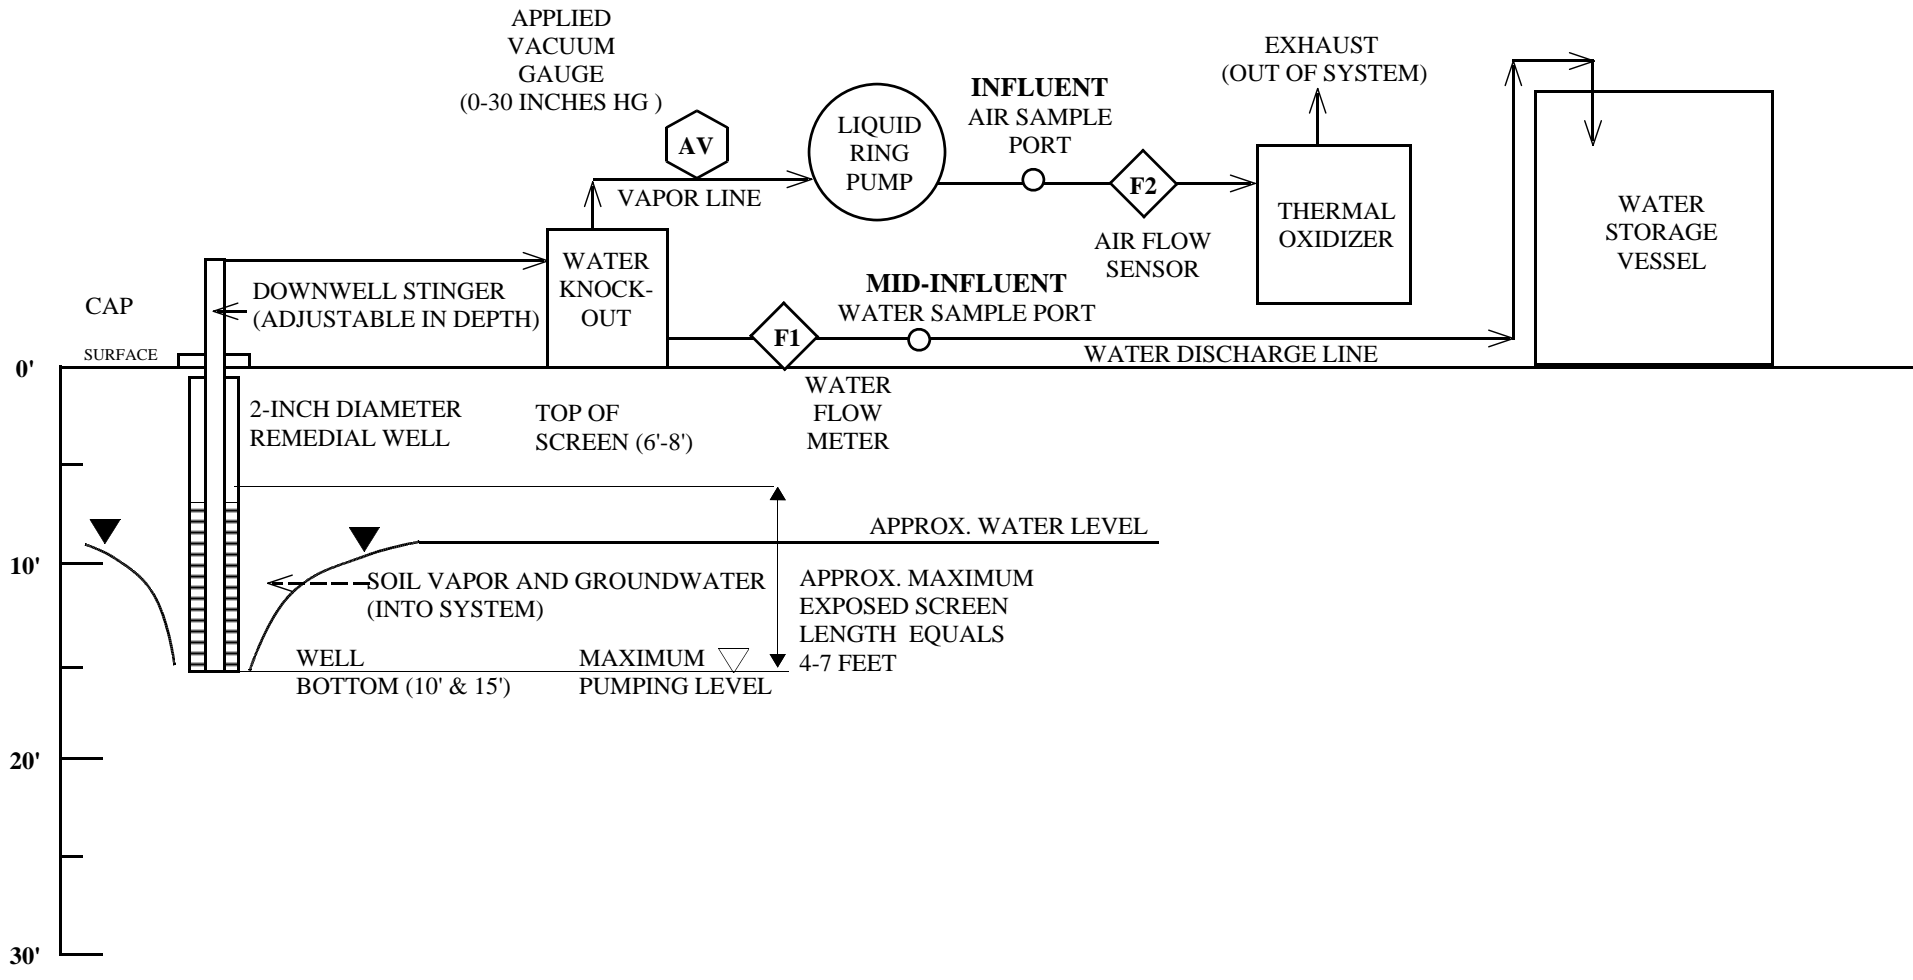 APPLIED
VACUUM
GAUGE
(0-30 INCHES HG )
AV
VAPOR LINE
LIQUID
RING
PUMP
INFLUENT
AIR SAMPLE
PORT
F2
AIR FLOW
SENSOR
EXHAUST
(OUT OF SYSTEM)
THERMAL
OXIDIZER
WATER
STORAGE
VESSEL
WATER
KNOCK-
OUT
MID-INFLUENT
WATER SAMPLE PORT
F1
WATER DISCHARGE LINE
WATER
FLOW
METER
CAP
DOWNWELL STINGER
(ADJUSTABLE IN DEPTH)
SURFACE
0'
2-INCH DIAMETER
REMEDIAL WELL
TOP OF
SCREEN (6'-8')
APPROX. WATER LEVEL
10'
SOIL VAPOR AND GROUNDWATER
(INTO SYSTEM)
APPROX. MAXIMUM
EXPOSED SCREEN
LENGTH EQUALS
4-7 FEET
WELL
BOTTOM (10' & 15')
MAXIMUM
PUMPING LEVEL
20'
30'